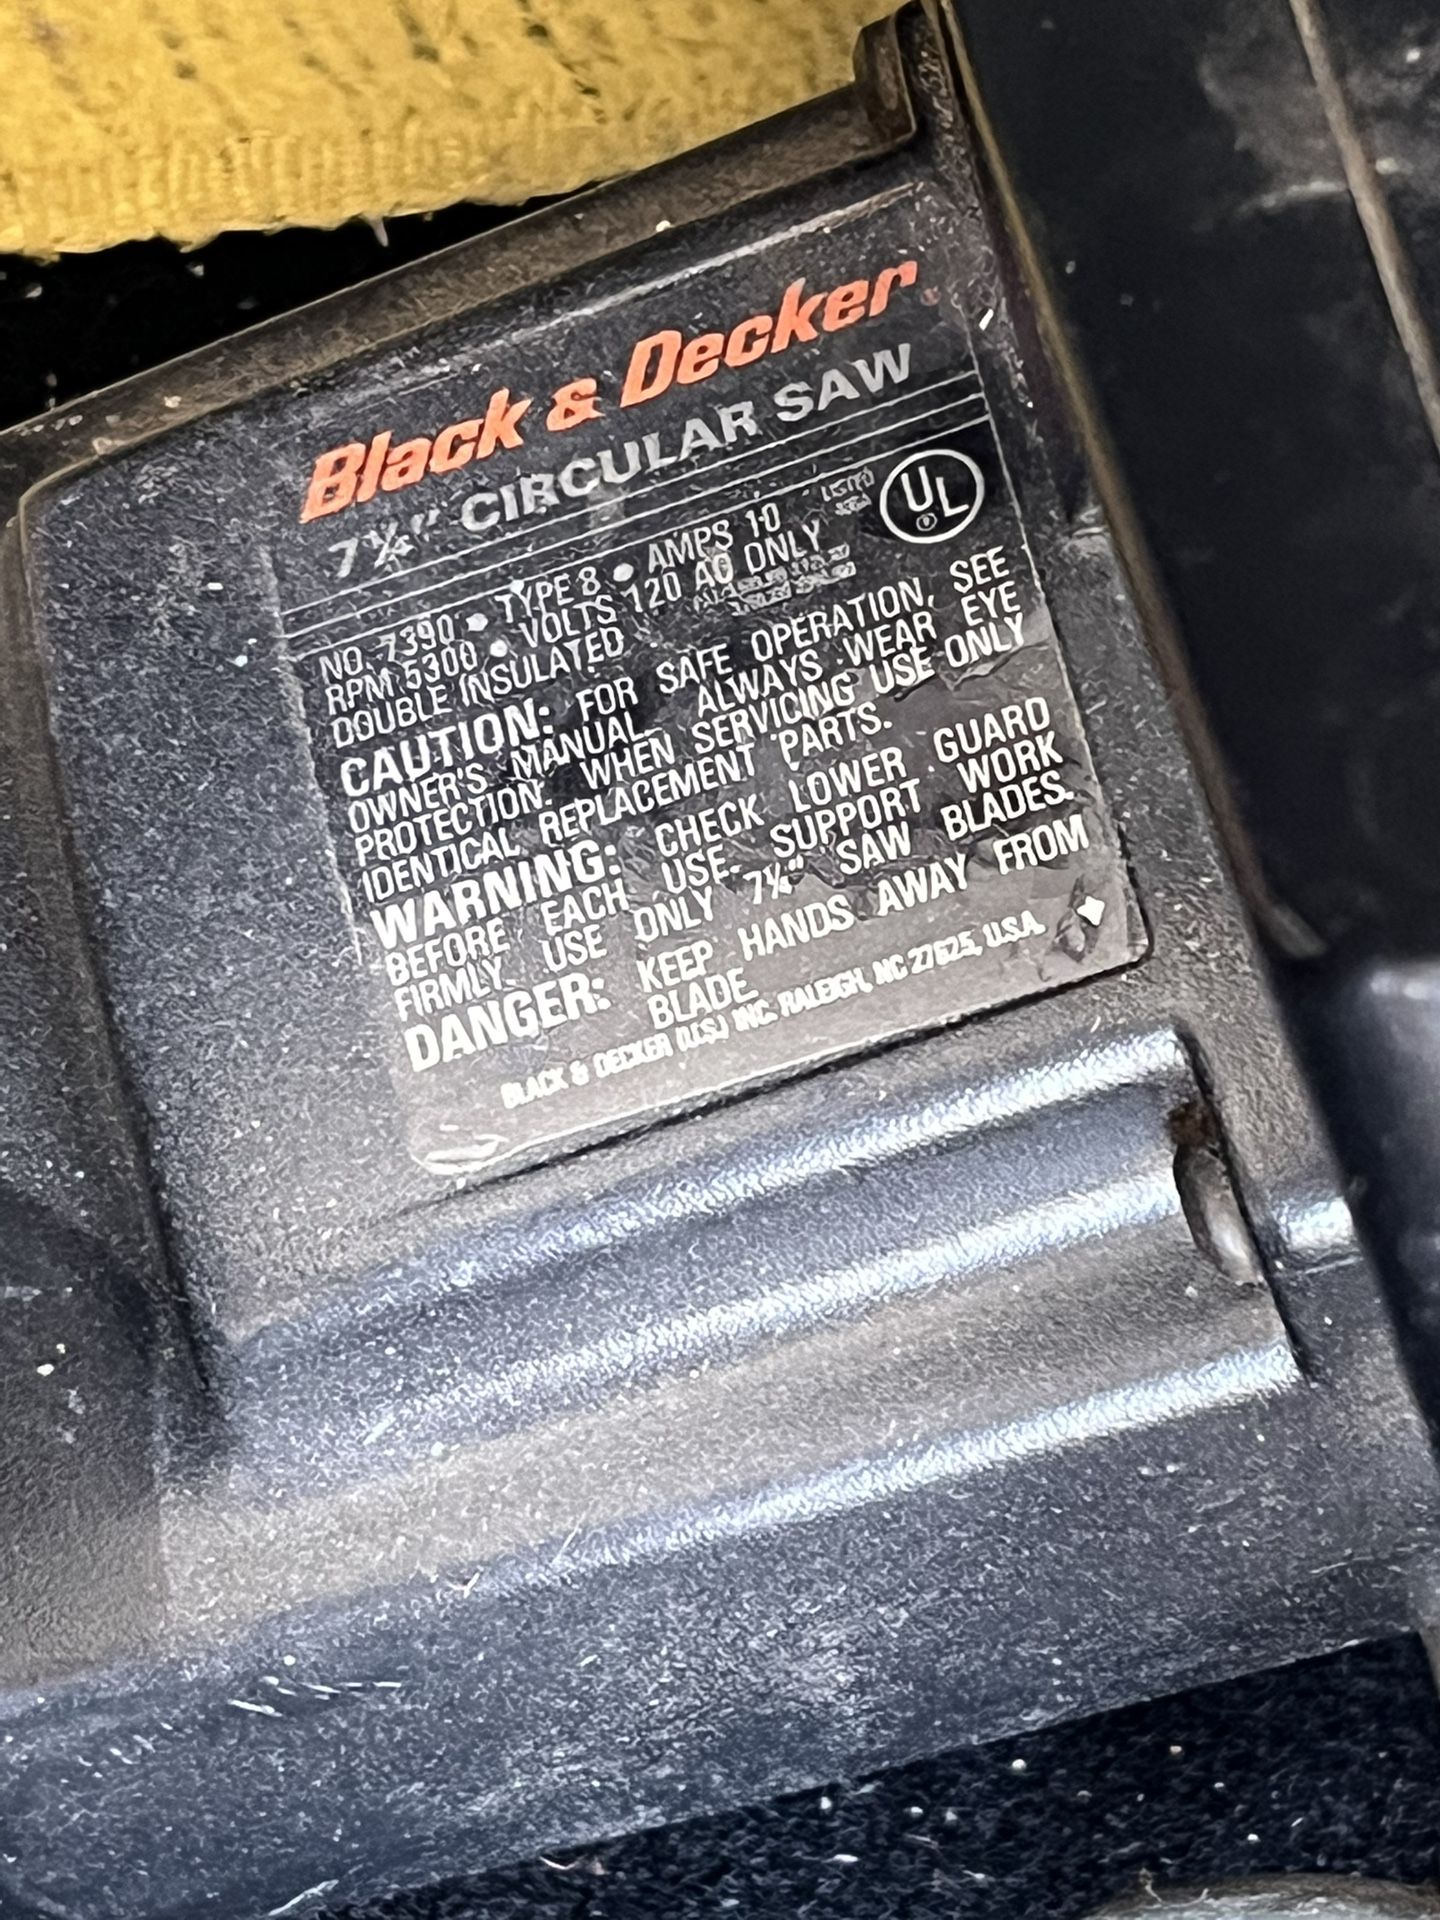 Black & Decker
7¼" CIRCULAR SAW
NO. 7390 • TYPE 8 • AMPS 10
RPM 5300 • VOLTS 120 AC ONLY
DOUBLE INSULATED
LISTED
UL
CAUTION: FOR SAFE OPERATION, SEE
OWNER'S MANUAL. ALWAYS WEAR EYE
PROTECTION. WHEN SERVICING USE ONLY
IDENTICAL REPLACEMENT PARTS.
WARNING: CHECK LOWER GUARD
BEFORE EACH USE. SUPPORT WORK
FIRMLY. USE ONLY 7¼" SAW BLADES.
DANGER: KEEP HANDS AWAY FROM
BLADE.
BLACK & DECKER (U.S.) INC. RALEIGH, NC 27625, U.S.A.